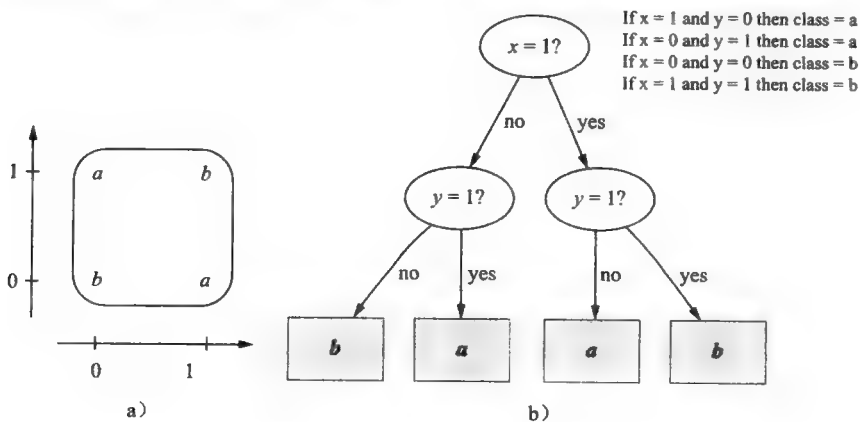 If x = 1 and y = 0 then class = a
If x = 0 and y = 1 then class = a
If x = 0 and y = 0 then class = b
If x = 1 and y = 1 then class = b
x = 1?
no yes
1 a b
y = 1? y = 1?
0 b a
no yes no yes
b a a b
0 1
a) b)